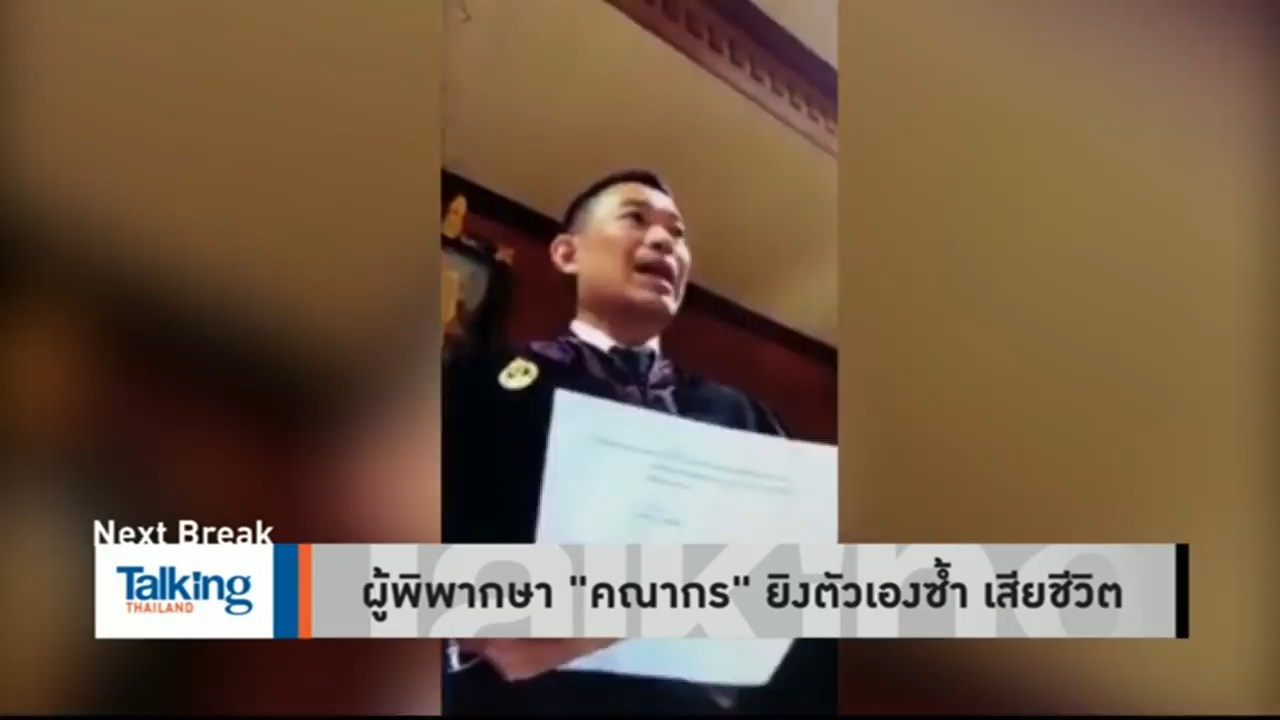 Next Break
Talking
THAILAND
ผู้พิพากษา "คณากร" ยิงตัวเองซ้ำ เสียชีวิต